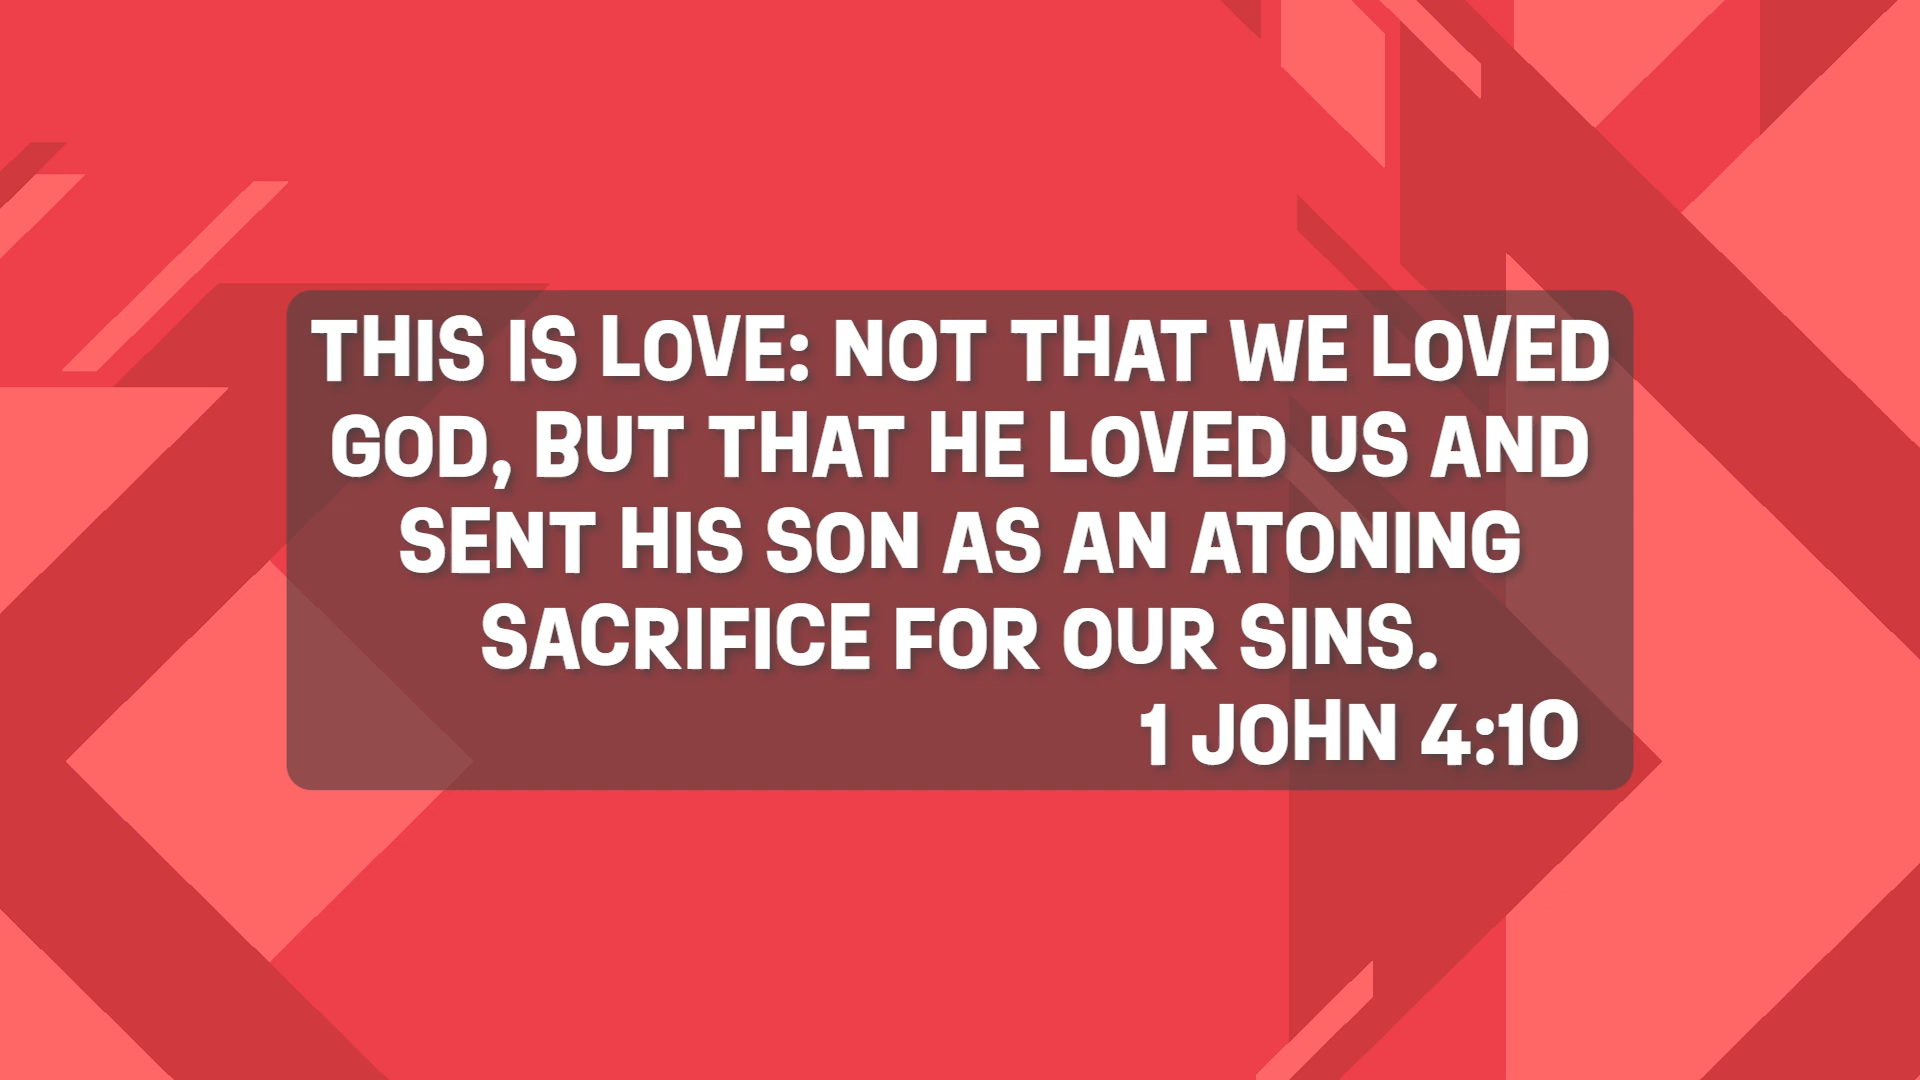 THIS IS LOVE: NOT THAT WE LOVED
GOD, BUT THAT HE LOVED US AND
SENT HIS SON AS AN ATONING
SACRIFICE FOR OUR SINS.
1 JOHN 4:10